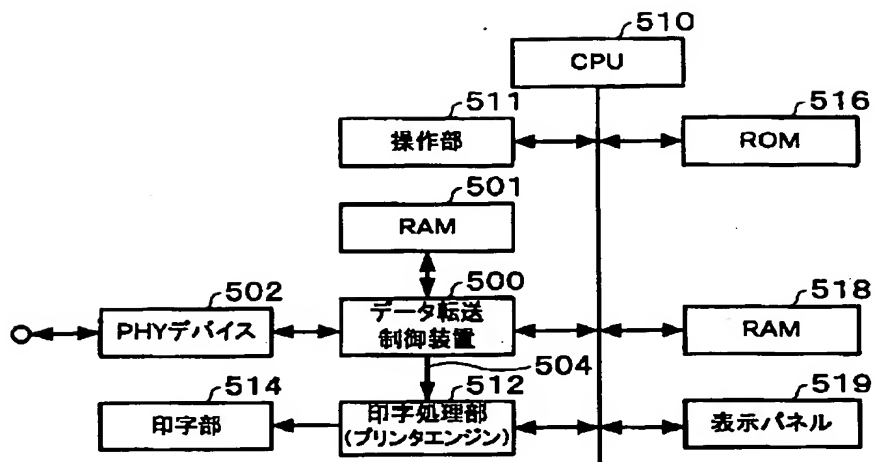 510
CPU
511
操作部
516
ROM
501
RAM
502
PHYデバイス
500
データ転送
制御装置
518
RAM
504
514
印字部
512
印字処理部
(プリンタエンジン)
519
表示パネル